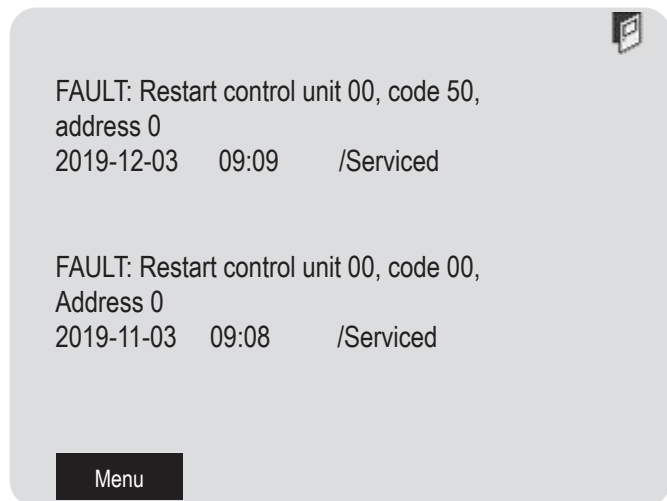 FAULT: Restart control unit 00, code 50,
address 0
2019-12-03 09:09 /Serviced
FAULT: Restart control unit 00, code 00,
Address 0
2019-11-03 09:08 /Serviced
Menu